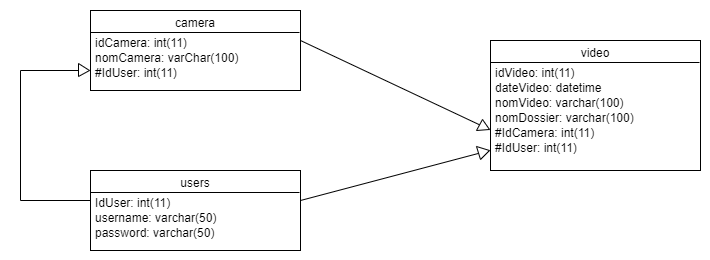 camera
idCamera: int(11)
nomCamera: varChar(100)
#IdUser: int(11)
video
idVideo: int(11)
dateVideo: datetime
nomVideo: varchar(100)
nomDossier: varchar(100)
#IdCamera: int(11)
#IdUser: int(11)
users
IdUser: int(11)
username: varchar(50)
password: varchar(50)